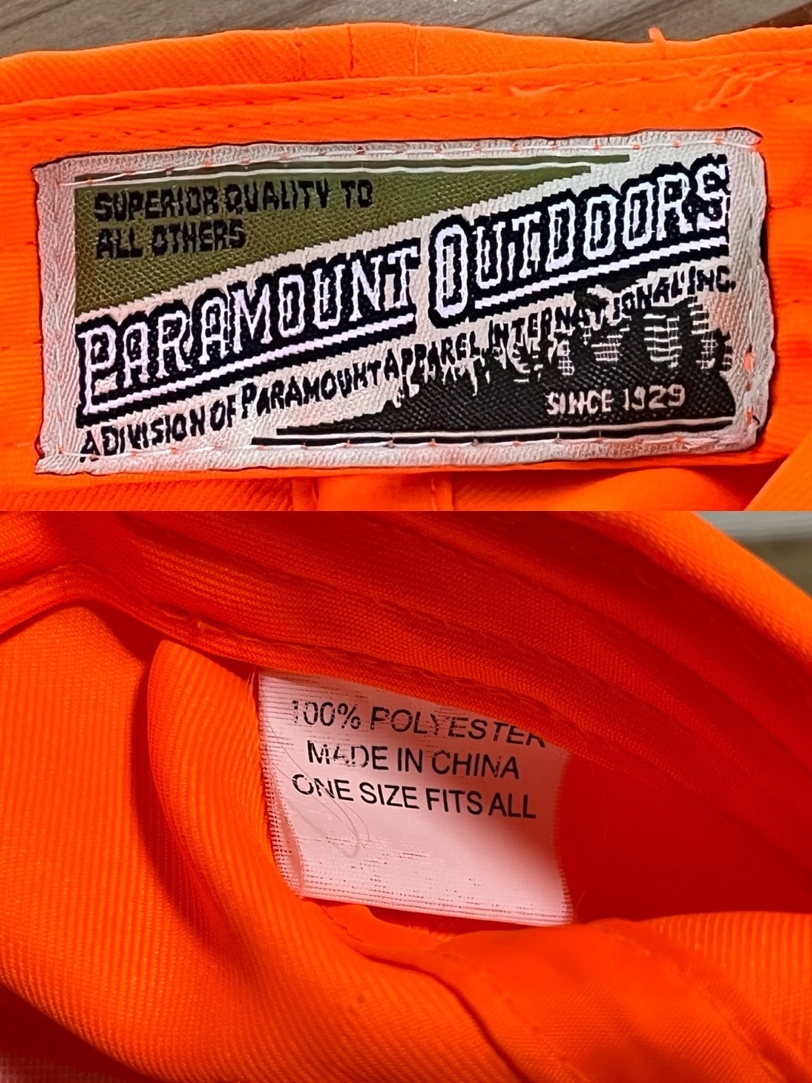 SUPERIOR QUALITY TO
ALL OTHERS
PARAMOUNT OUTDOORS
A DIVISION OF PARAMOUNT APPAREL INTERNATIONAL INC.
SINCE 1929
100% POLYESTER
MADE IN CHINA
ONE SIZE FITS ALL